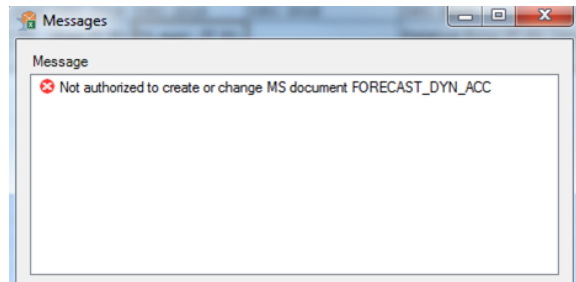 Messages
Message
Not authorized to create or change MS document FORECAST_DYN_ACC